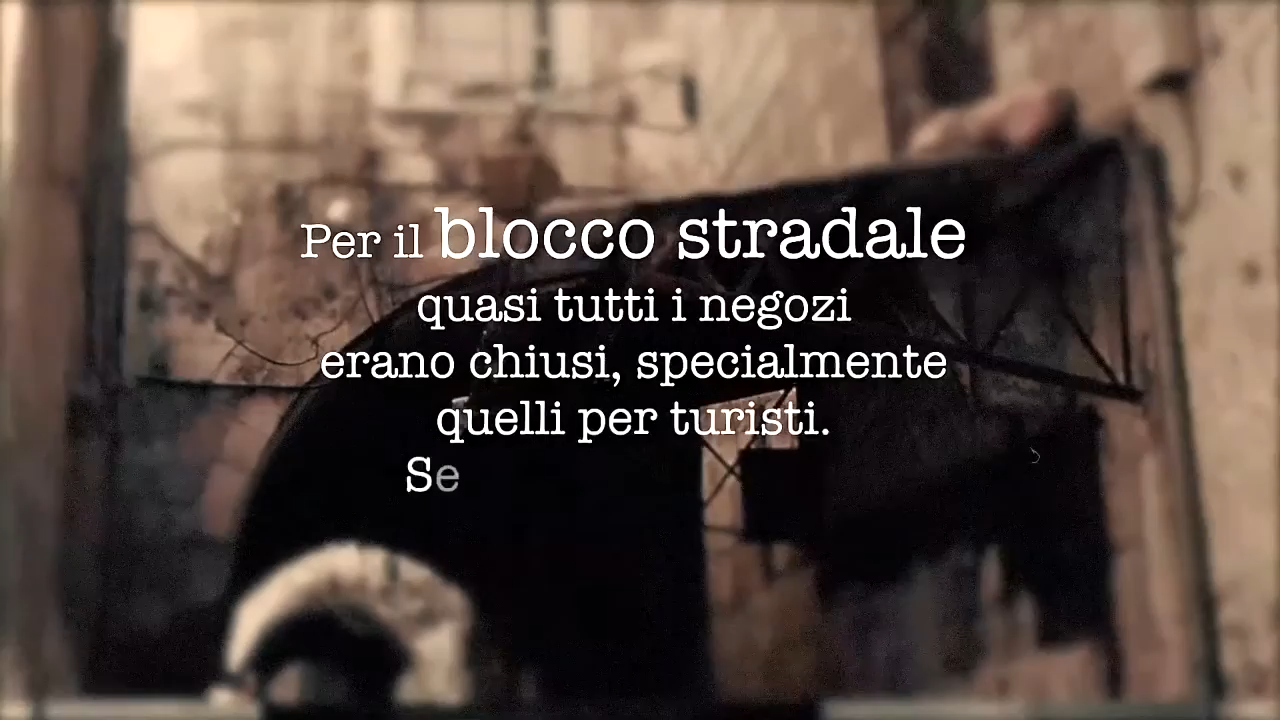 Per il blocco stradale
quasi tutti i negozi
erano chiusi, specialmente
quelli per turisti.
Se